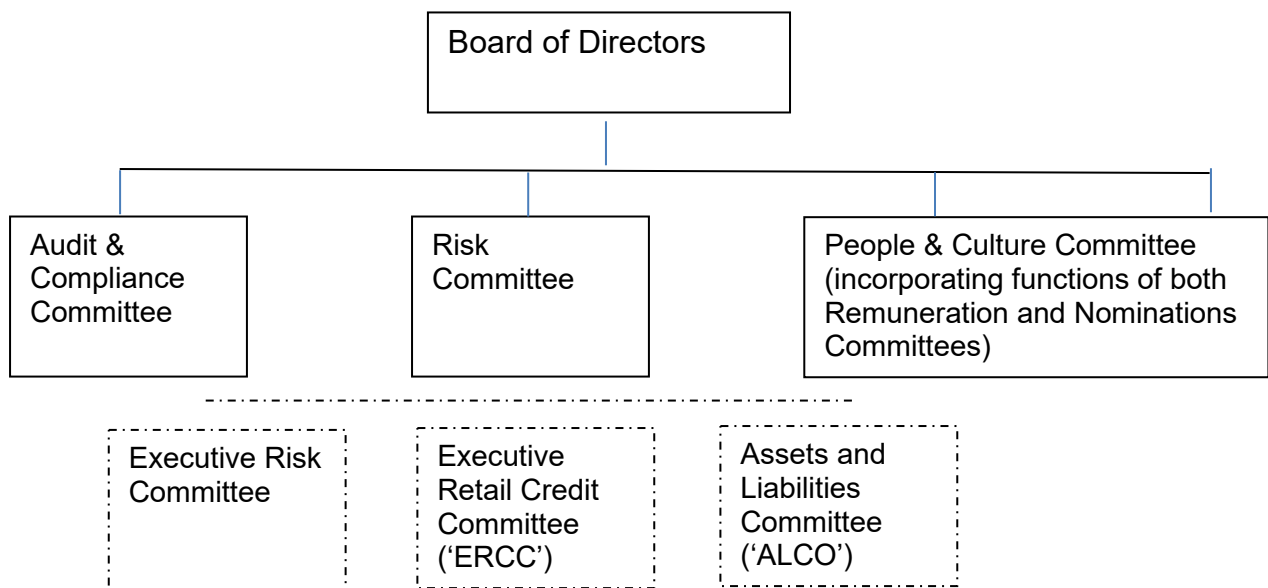 Board of Directors
Audit &
Compliance
Committee
Risk
Committee
People & Culture Committee
(incorporating functions of both
Remuneration and Nominations
Committees)
Executive Risk
Committee
Executive
Retail Credit
Committee
(‘ERCC’)
Assets and
Liabilities
Committee
(‘ALCO’)